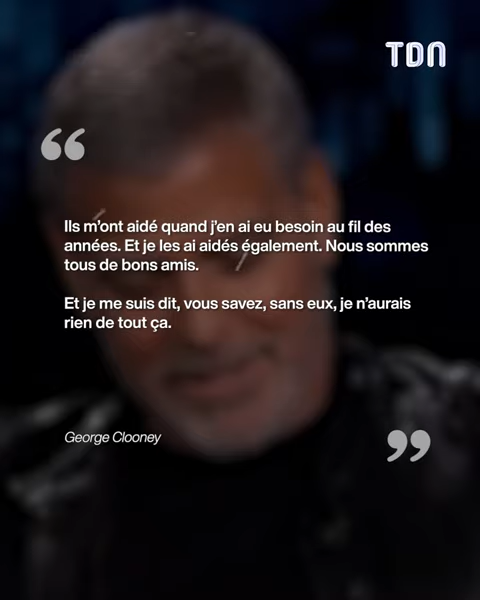 TDN
“
Ils m’ont aidé quand j’en ai eu besoin au fil des
années. Et je les ai aidés également. Nous sommes
tous de bons amis.
Et je me suis dit, vous savez, sans eux, je n’aurais
rien de tout ça.
George Clooney
”